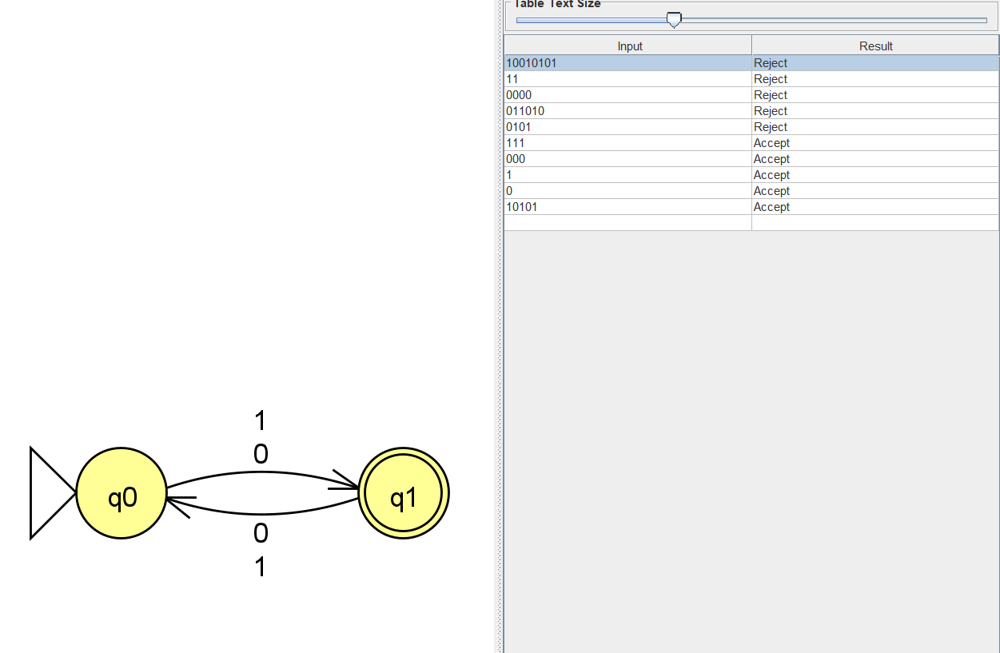 Table Text Size
Input Result
10010101 Reject
11 Reject
0000 Reject
011010 Reject
0101 Reject
111 Accept
000 Accept
1 Accept
0 Accept
10101 Accept
1
0
q0 q1
0
1